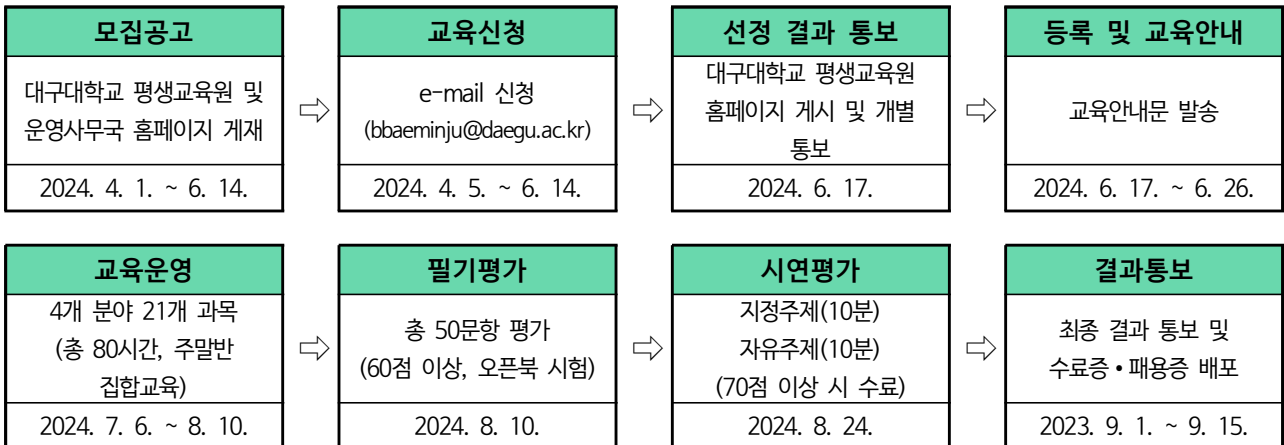 모집공고
대구대학교 평생교육원 및
운영사무국 홈페이지 게재
2024. 4. 1. ~ 6. 14.
⇨
교육신청
e-mail 신청
(bbaeminju@daegu.ac.kr)
2024. 4. 5. ~ 6. 14.
⇨
선정 결과 통보
대구대학교 평생교육원
홈페이지 게시 및 개별
통보
2024. 6. 17.
⇨
등록 및 교육안내
교육안내문 발송
2024. 6. 17. ~ 6. 26.
교육운영
4개 분야 21개 과목
(총 80시간, 주말반
집합교육)
2024. 7. 6. ~ 8. 10.
⇨
필기평가
총 50문항 평가
(60점 이상, 오픈북 시험)
2024. 8. 10.
⇨
시연평가
지정주제(10분)
자유주제(10분)
(70점 이상 시 수료)
2024. 8. 24.
⇨
결과통보
최종 결과 통보 및
수료증•패용증 배포
2023. 9. 1. ~ 9. 15.